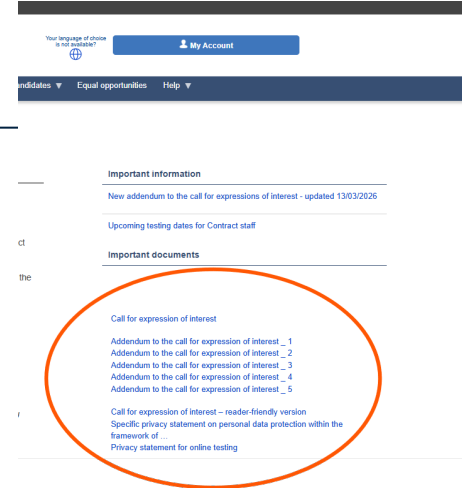 Your language of choice
is not available?
My Account
ndidates ▼ Equal opportunities Help ▼
Important information
New addendum to the call for expressions of interest - updated 13/03/2026
Upcoming testing dates for Contract staff
ct
Important documents
the
Call for expression of interest
Addendum to the call for expression of interest _ 1
Addendum to the call for expression of interest _ 2
Addendum to the call for expression of interest _ 3
Addendum to the call for expression of interest _ 4
Addendum to the call for expression of interest _ 5
Call for expression of interest – reader-friendly version
Specific privacy statement on personal data protection within the
framework of ...
Privacy statement for online testing